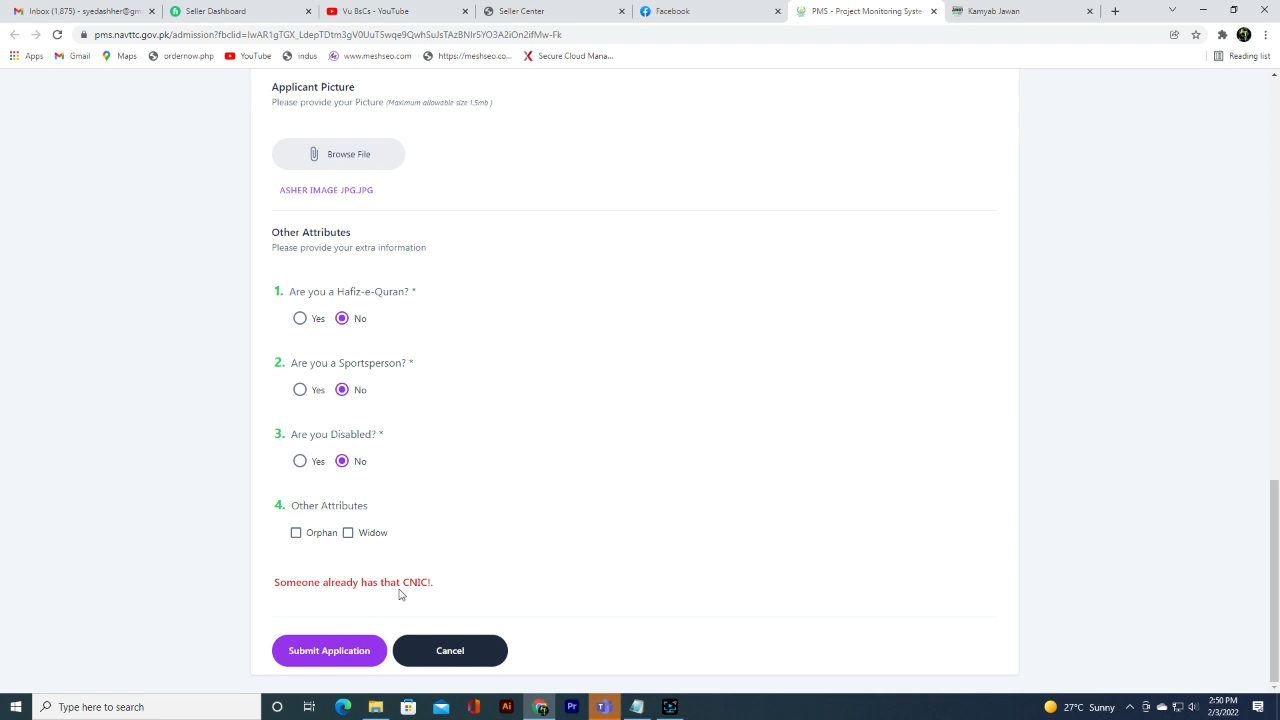 Inbox (1,875) - syedashher@gm
Seller Dashboard
Vu BsCs - YouTube
Seller Center
Facebook
PMS - Project Monitoring System
Kamyab Jawan
pms.navttc.gov.pk/admission?fbclid=IwAR1gTGX_LdepTDtm3gV0UuT5wqe9QwhSuJsTAzBNIr5YO3A2iOn2ifMw-Fk
Apps
Gmail
Maps
ordernow.php
YouTube
indus
www.meshseo.com
https://meshseo.co...
Secure Cloud Mana...
Reading list
Applicant Picture
Please provide your Picture (Maximum allowable size 1.5mb )
Browse File
ASHER IMAGE JPG.JPG
Other Attributes
Please provide your extra information
1. Are you a Hafiz-e-Quran? *
Yes No
2. Are you a Sportsperson? *
Yes No
3. Are you Disabled? *
Yes No
4. Other Attributes
Orphan Widow
Someone already has that CNIC!.
Submit Application Cancel
Type here to search
27°C Sunny
2:50 PM
2/3/2022